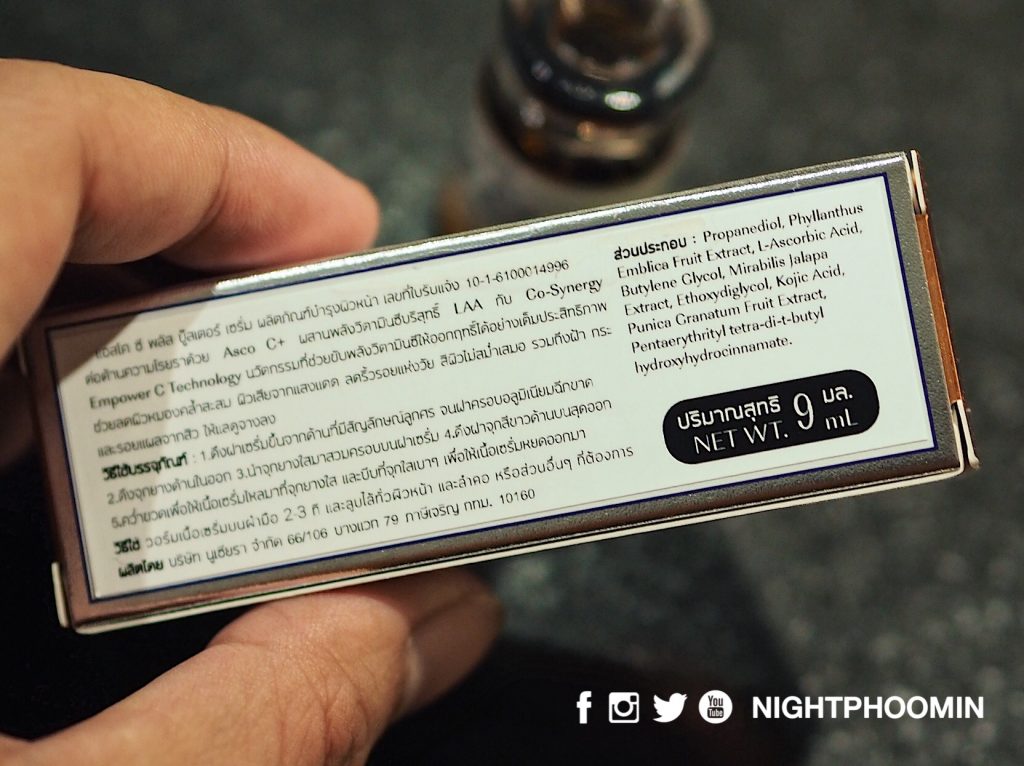 แอสโค ซี พลัส บู๊สเตอร์ เซรั่ม ผลิตภัณฑ์บำรุงผิวหน้า เลขที่ใบรับแจ้ง 10-1-6100014996
ต่อต้านความโรยราด้วย Asco C+ ผสานพลังวิตามินซีบริสุทธิ์ LAA กับ Co-Synergy
Empower C Technology นวัตกรรมที่ช่วยขับพลังวิตามินซีให้ออกฤทธิ์ได้อย่างเต็มประสิทธิภาพ
ช่วยลดผิวหมองคล้ำสะสม ผิวเสียจากแสงแดด ลดริ้วรอยแห่งวัย สีผิวไม่สม่ำเสมอ รวมถึงฝ้า กระ
และรอยแผลจากสิว ให้แลดูจางลง
วิธีใช้บรรจุภัณฑ์ : 1.ดึงฝาเซรั่มขึ้นจากด้านที่มีสัญลักษณ์ลูกศร จนฝาครอบอลูมิเนียมฉีกขาด
2.ดึงจุกยางด้านในออก 3.นำจุกยางใสมาสวมครอบบนฝาเซรั่ม 4.ดึงฝาจุกสีขาวด้านบนสุดออก
5.คว่ำขวดเพื่อให้เนื้อเซรั่มไหลมาที่จุกยางใส และบีบที่จุกใสเบาๆ เพื่อให้เนื้อเซรั่มหยดออกมา
วิธีใช้ วอร์มเนื้อเซรั่มบนฝ่ามือ 2-3 ที และลูบไล้ทั่วผิวหน้า และลำคอ หรือส่วนอื่นๆ ที่ต้องการ
ผลิตโดย บริษัท นูเซียรา จำกัด 66/106 บางแวก 79 ภาษีเจริญ กทม. 10160
ส่วนประกอบ : Propanediol, Phyllanthus
Emblica Fruit Extract, L-Ascorbic Acid,
Butylene Glycol, Mirabilis Jalapa
Extract, Ethoxydiglycol, Kojic Acid,
Punica Granatum Fruit Extract,
Pentaerythrityl tetra-di-t-butyl
hydroxyhydrocinnamate.
ปริมาณสุทธิ 9 มล.
NET WT. mL
You
Tube
NIGHTPHOOMIN